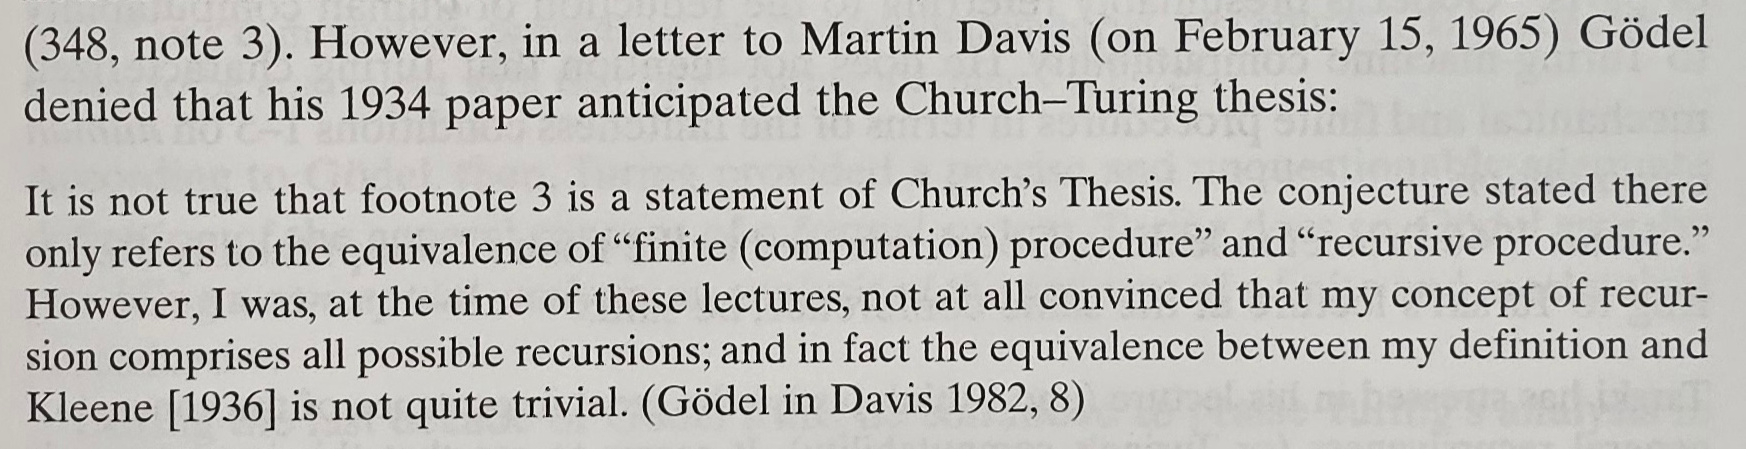 (348, note 3). However, in a letter to Martin Davis (on February 15, 1965) Gödel
denied that his 1934 paper anticipated the Church–Turing thesis:
It is not true that footnote 3 is a statement of Church’s Thesis. The conjecture stated there
only refers to the equivalence of “finite (computation) procedure” and “recursive procedure.”
However, I was, at the time of these lectures, not at all convinced that my concept of recur-
sion comprises all possible recursions; and in fact the equivalence between my definition and
Kleene [1936] is not quite trivial. (Gödel in Davis 1982, 8)